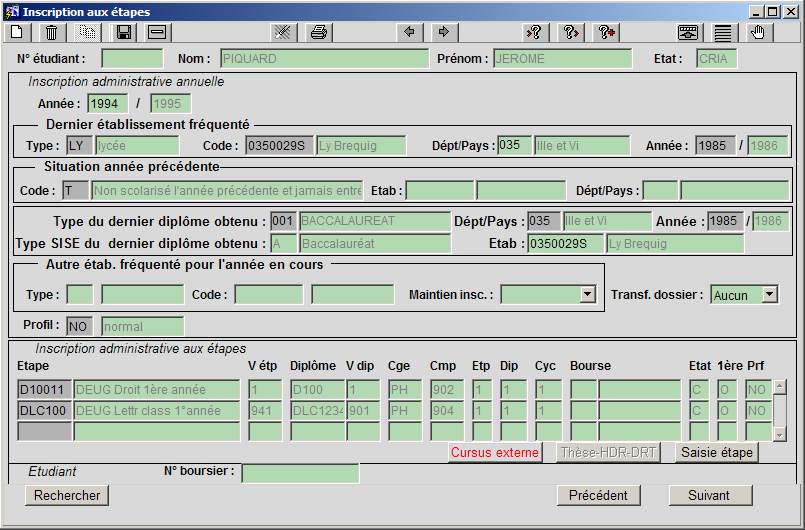 Inscription aux étapes
N° étudiant : Nom : PIQUARD Prénom : JEROME Etat : CRIA
Inscription administrative annuelle
Année : 1994 / 1995
Dernier établissement fréquenté
Type : LY lycée Code : 0350029S Ly Brequig Dépt/Pays : 035 Ille et Vi Année : 1985 / 1986
Situation année précédente
Code : T Non scolarisé l'année précedente et jamais entré Etab : Dépt/Pays :
Type du dernier diplôme obtenu : 001 BACCALAUREAT Dépt/Pays : 035 Ille et Vi Année : 1985 / 1986
Type SISE du dernier diplôme obtenu : A Baccalauréat Etab : 0350029S Ly Brequig
Autre étab. fréquenté pour l'année en cours
Type : Code : Maintien insc. : Transf. dossier : Aucun
Profil : NO normal
Inscription administrative aux étapes
Etape V étp Diplôme V dip Cge Cmp Etp Dip Cyc Bourse Etat 1ère Prf
D10011 DEUG Droit 1ère année 1 D100 1 PH 902 1 1 1 C O NO
DLC100 DEUG Lettr class 1°année 941 DLC1234 901 PH 904 1 1 1 C O NO
Cursus externe Thèse-HDR-DRT Saisie étape
Etudiant N° boursier :
Rechercher Précédent Suivant